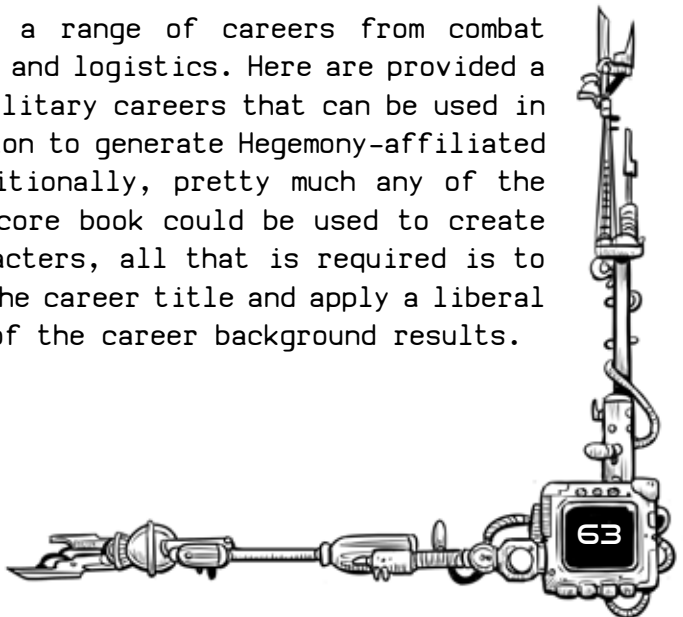 a range of careers from combat
and logistics. Here are provided a
litary careers that can be used in
on to generate Hegemony-affiliated
itionally, pretty much any of the
core book could be used to create
acters, all that is required is to
he career title and apply a liberal
of the career background results.
63